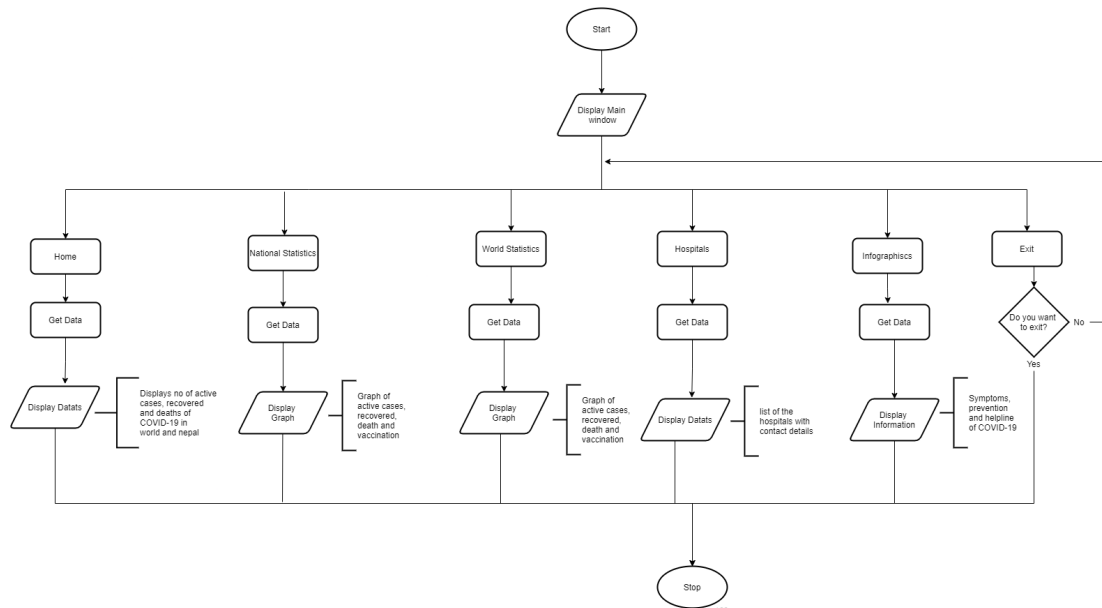 Start
Display Main
window
Home
National Statistics
World Statistics
Hospitals
Infographiscs
Exit
Get Data
Get Data
Get Data
Get Data
Get Data
Do you want
to exit?
No
Yes
Display Datats
Displays no of active
cases, recovered
and deaths of
COVID-19 in
world and nepal
Display
Graph
Graph of
active cases,
recovered,
death and
vaccination
Display
Graph
Graph of
active cases,
recovered,
death and
vaccination
Display Datats
list of the
hospitals with
contact details
Display
Information
Symptoms,
prevention
and helpline
of COVID-19
Stop